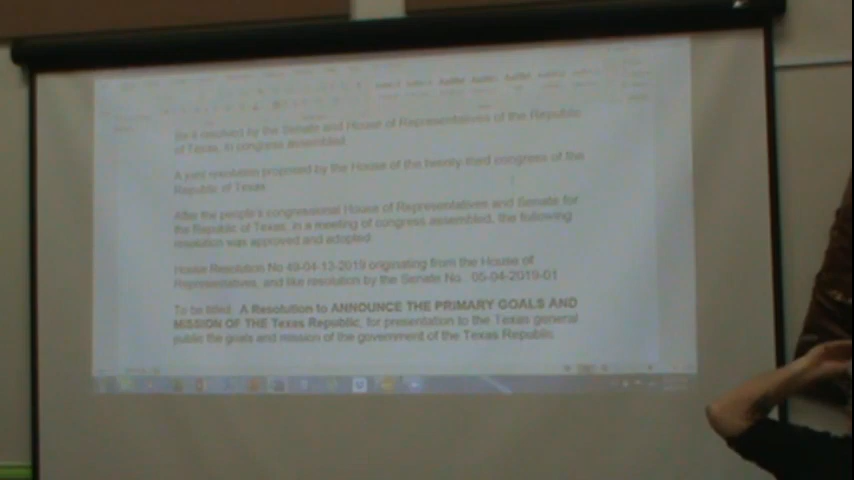 Be it resolved by the Senate and House of Representatives of the Republic
of Texas, in congress assembled
A joint resolution proposed by the House of the twenty-third congress of the
Republic of Texas
After the people's congressional House of Representatives and Senate for
the Republic of Texas, in a meeting of congress assembled, the following
resolution was approved and adopted
House Resolution No 49-04-13-2019 originating from the House of
Representatives, and like resolution by the Senate No. 05-04-2019-01
To be titled: A Resolution to ANNOUNCE THE PRIMARY GOALS AND
MISSION OF THE Texas Republic, for presentation to the Texas general
public the goals and mission of the government of the Texas Republic.